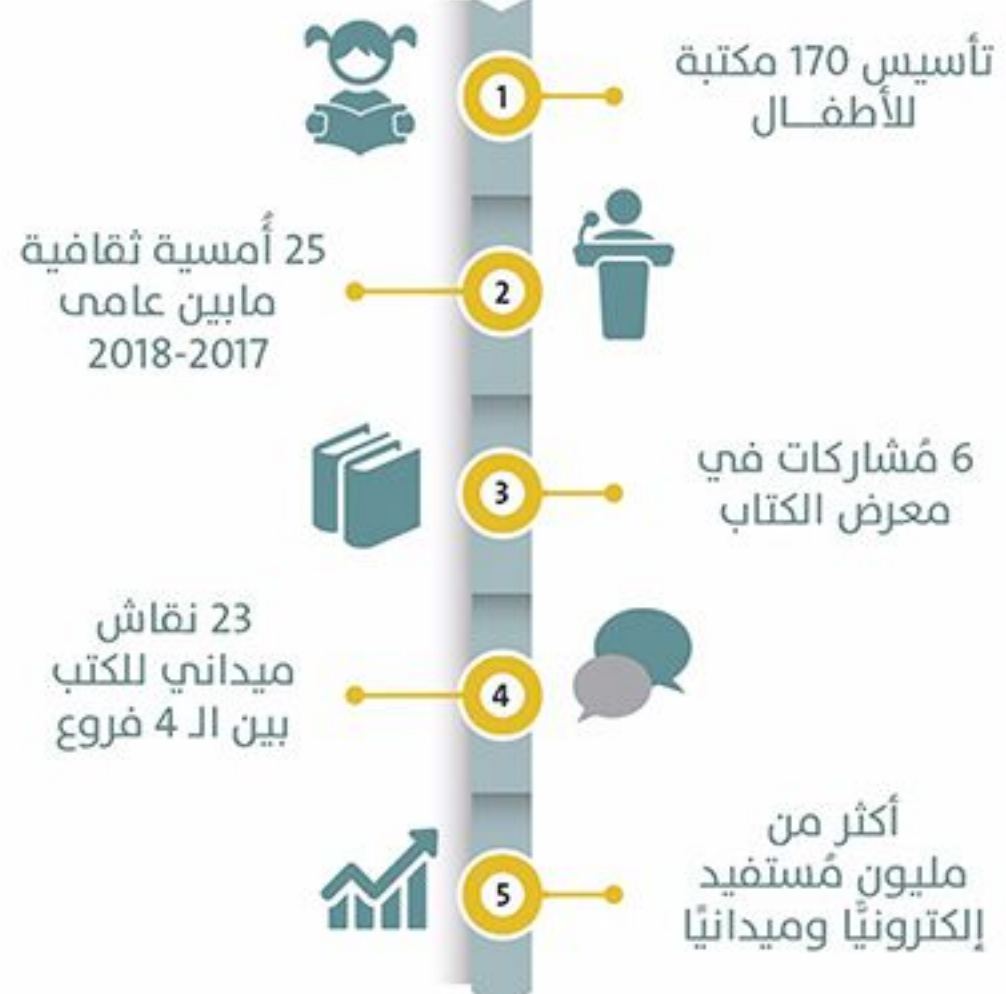 1
تأسيس 170 مكتبة
للأطفـــال
2
25 أُمسية ثقافية
مابين عامى
2018-2017
3
6 مُشاركات في
معرض الكتاب
4
23 نقاش
ميداني للكتب
بين الـ 4 فروع
5
أكثر من
مليون مُستفيد
إلكترونيًا وميدانيًا